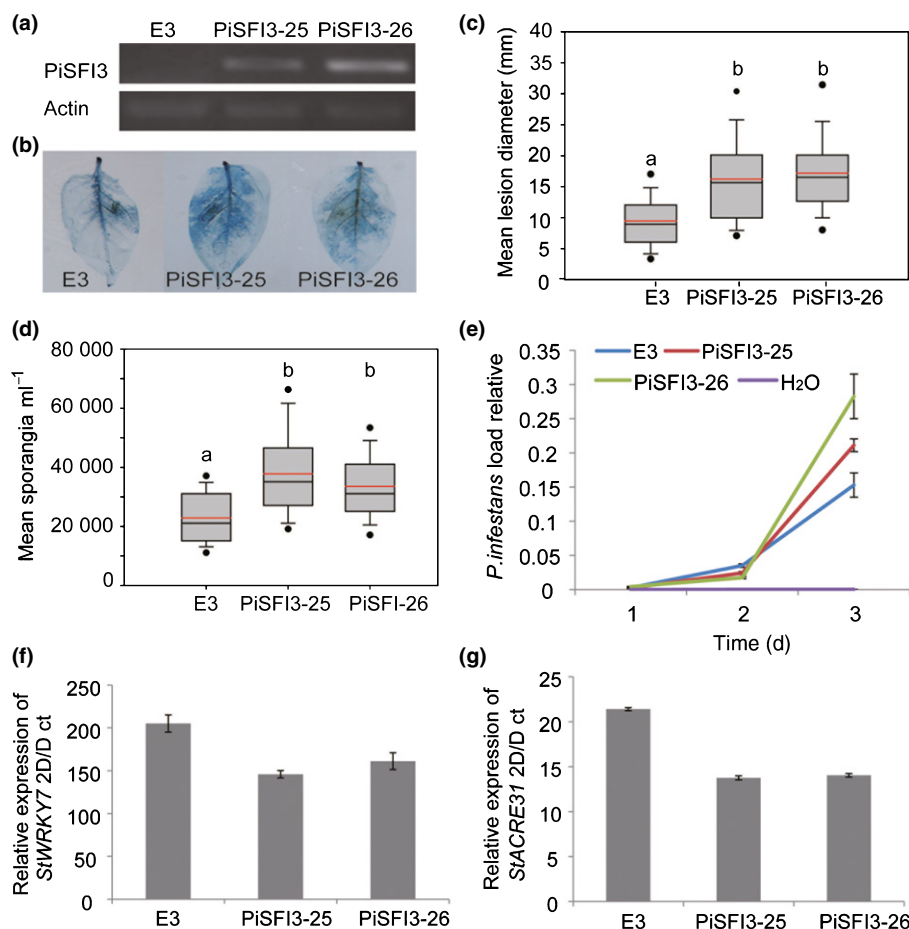 (a)
E3 PiSFI3-25 PiSFI3-26
PiSFI3
Actin
(b)
E3 PiSFI3-25 PiSFI3-26
(c)
Mean lesion diameter (mm)
40
35
30
25
20
15
10
5
0
a
b
b
E3 PiSFI3-25 PiSFI3-26
(d)
Mean sporangia ml⁻¹
80 000
60 000
40 000
20 000
0
a
b
b
E3 PiSFI3-25 PiSFI-26
(e)
P.infestans load relative
0.35
0.3
0.25
0.2
0.15
0.1
0.05
0
E3 PiSFI3-25
PiSFI3-26 H₂O
1 2 3
Time (d)
(f)
Relative expression of
StWRKY7 2D/D ct
250
200
150
100
50
0
E3 PiSFI3-25 PiSFI3-26
(g)
Relative expression of
StACRE31 2D/D ct
25
20
15
10
5
0
E3 PiSFI3-25 PiSFI3-26